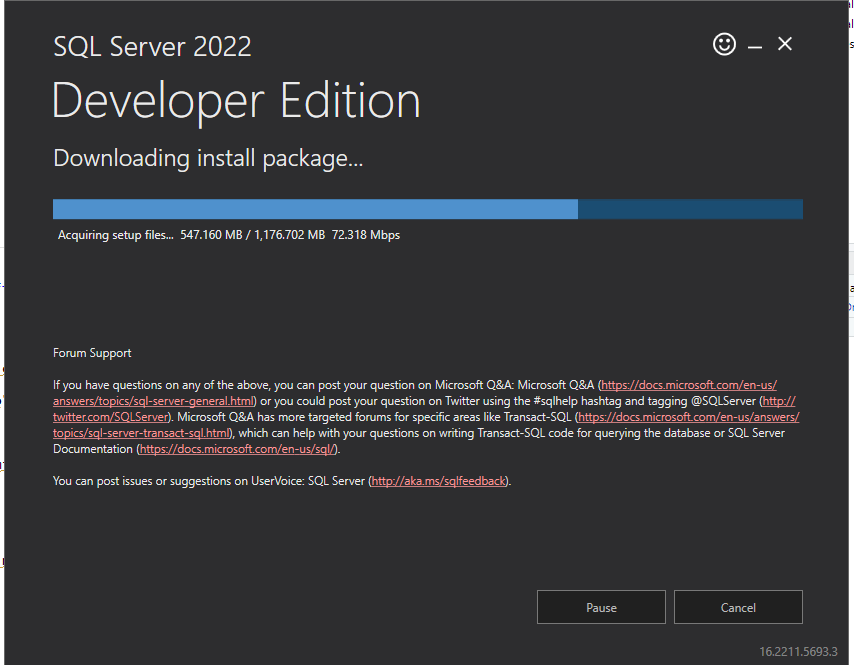 SQL Server 2022
Developer Edition
Downloading install package...
Acquiring setup files... 547.160 MB / 1,176.702 MB 72.318 Mbps
Forum Support
If you have questions on any of the above, you can post your question on Microsoft Q&A: Microsoft Q&A (https://docs.microsoft.com/en-us/
answers/topics/sql-server-general.html) or you could post your question on Twitter using the #sqlhelp hashtag and tagging @SQLServer (http://
twitter.com/SQLServer). Microsoft Q&A has more targeted forums for specific areas like Transact-SQL (https://docs.microsoft.com/en-us/answers/
topics/sql-server-transact-sql.html), which can help with your questions on writing Transact-SQL code for querying the database or SQL Server
Documentation (https://docs.microsoft.com/en-us/sql/).
You can post issues or suggestions on UserVoice: SQL Server (http://aka.ms/sqlfeedback).
Pause
Cancel
16.2211.5693.3